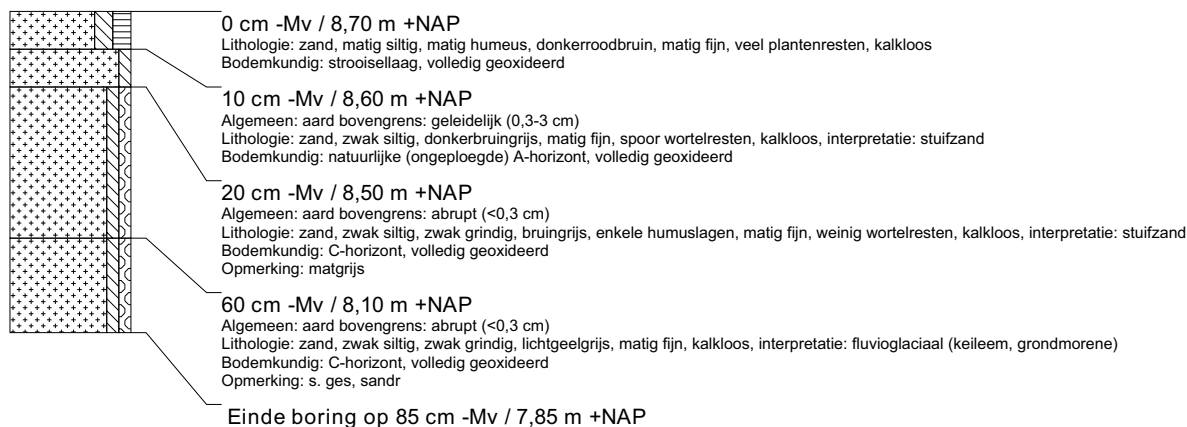 0 cm -Mv / 8,70 m +NAP
Lithologie: zand, matig siltig, matig humeus, donkerroodbruin, matig fijn, veel plantenresten, kalkloos
Bodemkundig: strooisellaag, volledig geoxideerd
10 cm -Mv / 8,60 m +NAP
Algemeen: aard bovengrens: geleidelijk (0,3-3 cm)
Lithologie: zand, zwak siltig, donkerbruingrijs, matig fijn, spoor wortelresten, kalkloos, interpretatie: stuifzand
Bodemkundig: natuurlijke (ongeploegde) A-horizont, volledig geoxideerd
20 cm -Mv / 8,50 m +NAP
Algemeen: aard bovengrens: abrupt (<0,3 cm)
Lithologie: zand, zwak siltig, zwak grindig, bruingrijs, enkele humuslagen, matig fijn, weinig wortelresten, kalkloos, interpretatie: stuifzand
Bodemkundig: C-horizont, volledig geoxideerd
Opmerking: matgrijs
60 cm -Mv / 8,10 m +NAP
Algemeen: aard bovengrens: abrupt (<0,3 cm)
Lithologie: zand, zwak siltig, zwak grindig, lichtgeelgrijs, matig fijn, kalkloos, interpretatie: fluvioglaciaal (keileem, grondmorene)
Bodemkundig: C-horizont, volledig geoxideerd
Opmerking: s. ges, sandr
Einde boring op 85 cm -Mv / 7,85 m +NAP